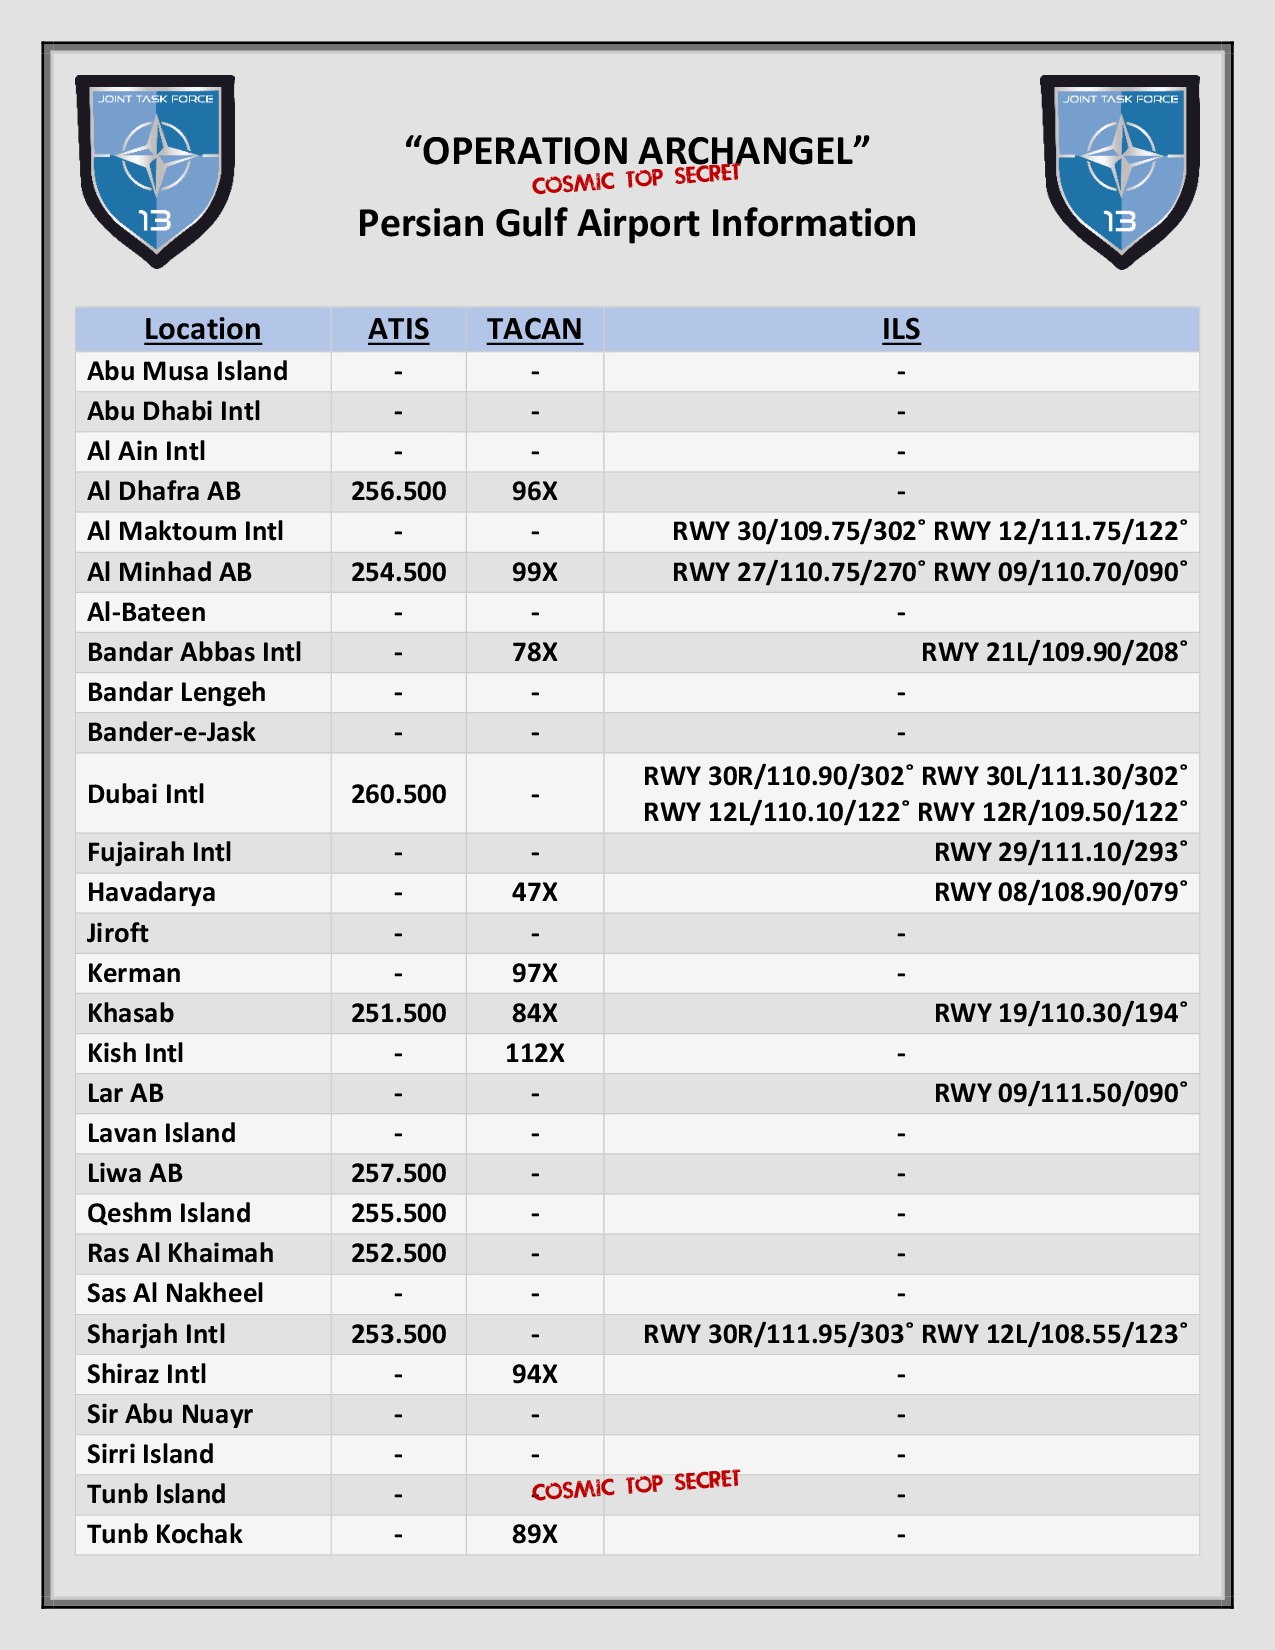 JOINT TASK FORCE
13
JOINT TASK FORCE
13
“OPERATION ARCHANGEL”
COSMIC TOP SECRET
Persian Gulf Airport Information
Location ATIS TACAN ILS
Abu Musa Island - - -
Abu Dhabi Intl - - -
Al Ain Intl - - -
Al Dhafra AB 256.500 96X -
Al Maktoum Intl - - RWY 30/109.75/302° RWY 12/111.75/122°
Al Minhad AB 254.500 99X RWY 27/110.75/270° RWY 09/110.70/090°
Al-Bateen - - -
Bandar Abbas Intl - 78X RWY 21L/109.90/208°
Bandar Lengeh - - -
Bander-e-Jask - - -
Dubai Intl 260.500 - RWY 30R/110.90/302° RWY 30L/111.30/302°
RWY 12L/110.10/122° RWY 12R/109.50/122°
Fujairah Intl - - RWY 29/111.10/293°
Havadarya - 47X RWY 08/108.90/079°
Jiroft - - -
Kerman - 97X -
Khasab 251.500 84X RWY 19/110.30/194°
Kish Intl - 112X -
Lar AB - - RWY 09/111.50/090°
Lavan Island - - -
Liwa AB 257.500 - -
Qeshm Island 255.500 - -
Ras Al Khaimah 252.500 - -
Sas Al Nakheel - - -
Sharjah Intl 253.500 - RWY 30R/111.95/303° RWY 12L/108.55/123°
Shiraz Intl - 94X -
Sir Abu Nuayr - - -
Sirri Island - - -
COSMIC TOP SECRET
Tunb Island - - -
Tunb Kochak - 89X -